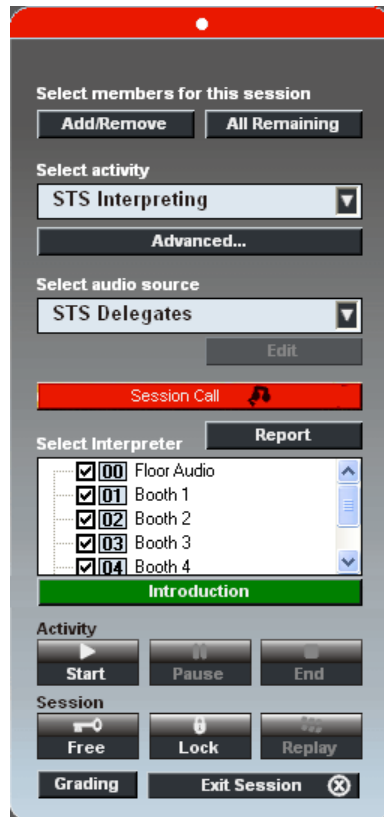 Select members for this session
Add/Remove All Remaining
Select activity
STS Interpreting
Advanced...
Select audio source
STS Delegates
Edit
Session Call
Select Interpreter Report
00 Floor Audio
01 Booth 1
02 Booth 2
03 Booth 3
04 Booth 4
Introduction
Activity
Start Pause End
Session
Free Lock Replay
Grading Exit Session